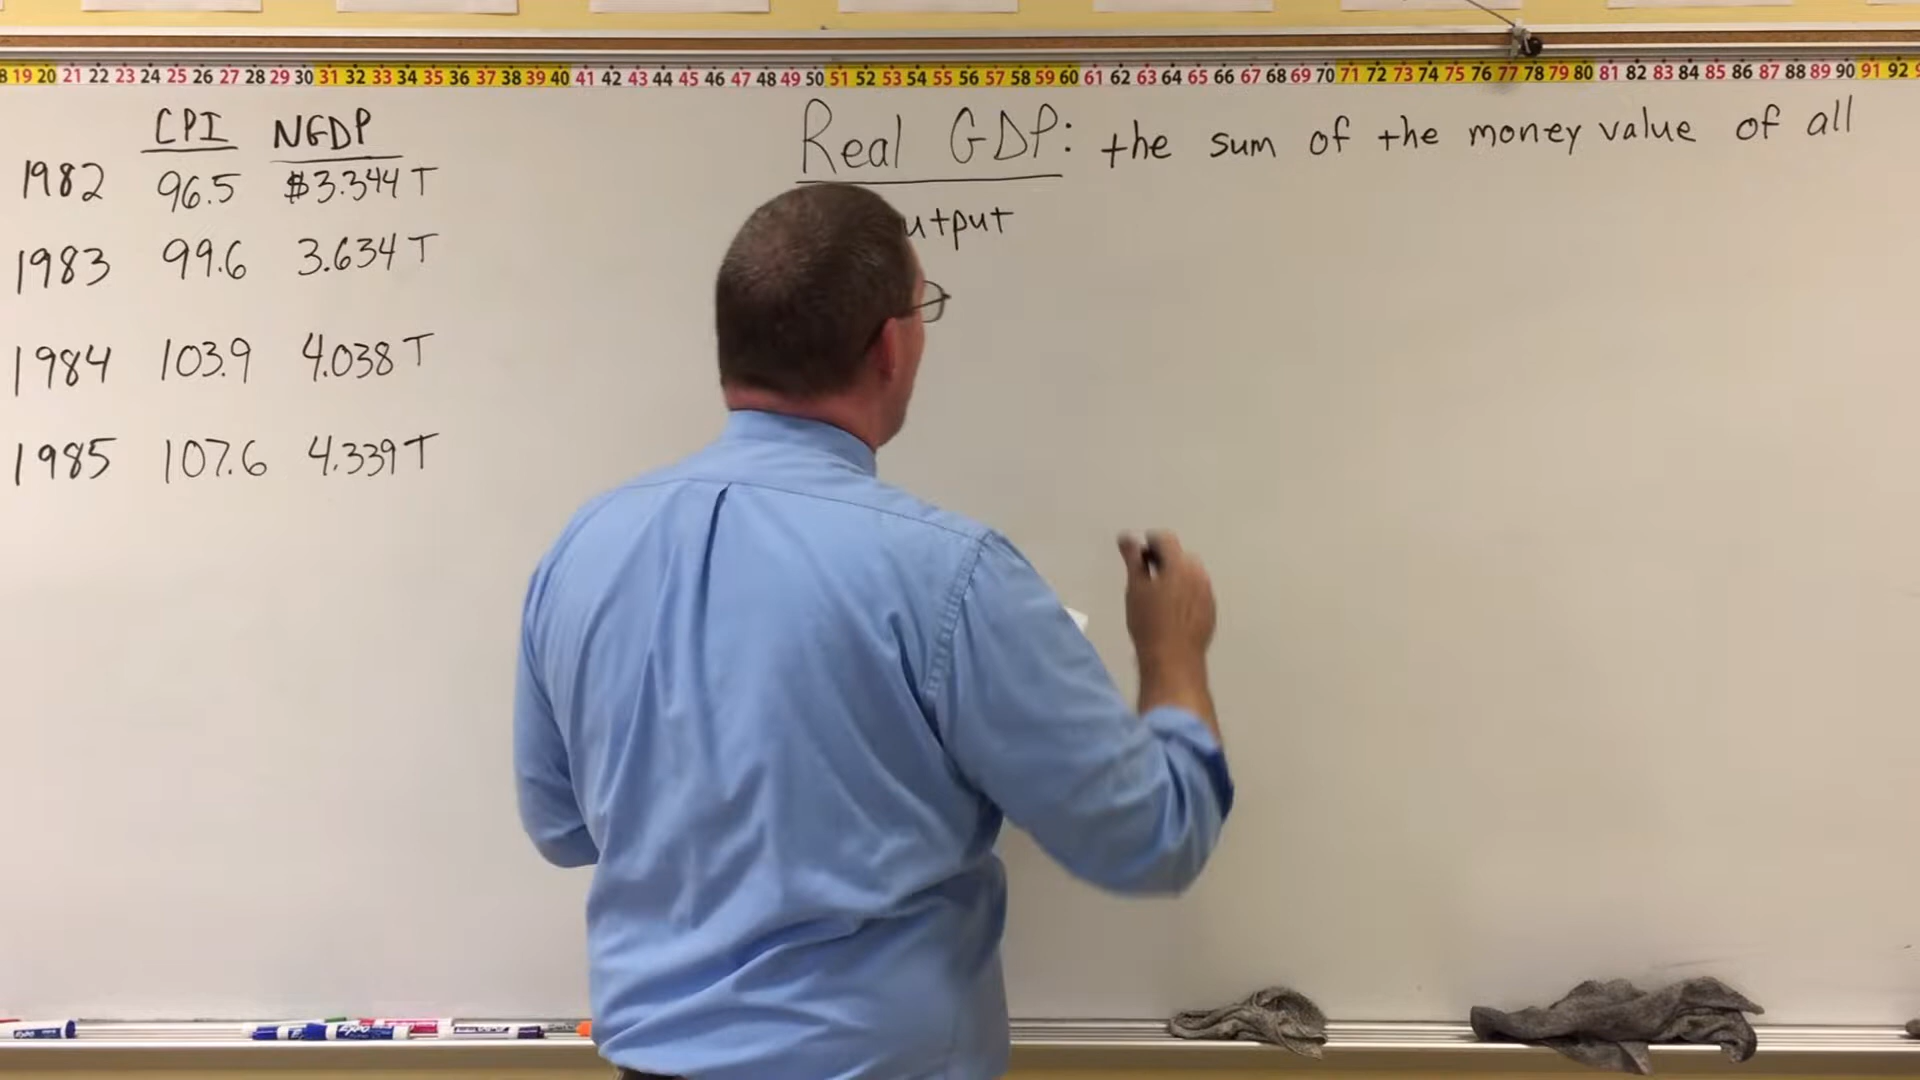 8 19 20 21 22 23 24 25 26 27 28 29 30 31 32 33 34 35 36 37 38 39 40 41 42 43 44 45 46 47 48 49 50 51 52 53 54 55 56 57 58 59 60 61 62 63 64 65 66 67 68 69 70 71 72 73 74 75 76 77 78 79 80 81 82 83 84 85 86 87 88 89 90 91 92
CPI NGDP
1982 96.5 $3.344 T
1983 99.6 3.634 T
1984 103.9 4.038 T
1985 107.6 4.339 T
Real GDP: the sum of the money value of all
utput